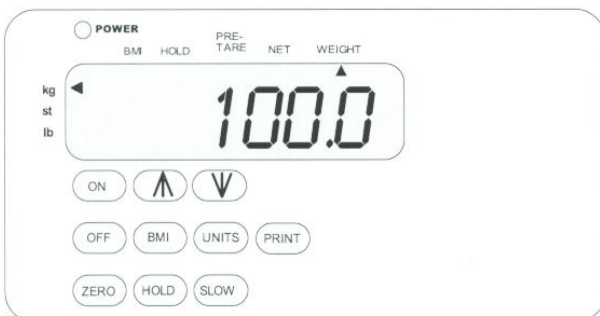 POWER
BMI HOLD PRE-TARE NET WEIGHT
kg
st
lb
100.0
ON
OFF BMI UNITS PRINT
ZERO HOLD SLOW